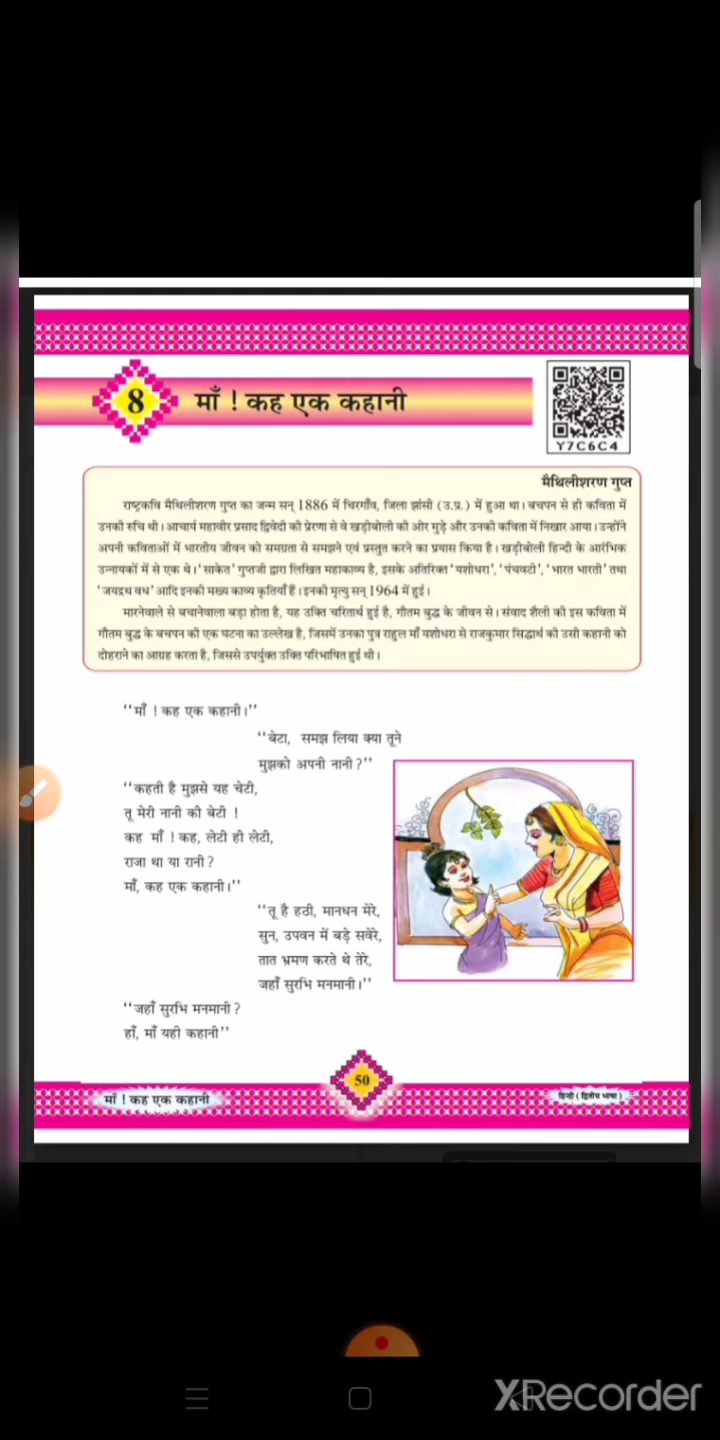 8
माँ ! कह एक कहानी
Y7C6C4
मैथिलीशरण गुप्त
राष्ट्रकवि मैथिलीशरण गुप्त का जन्म सन् 1886 में चिरगाँव, जिला झांसी (उ.प्र.) में हुआ था। बचपन से ही कविता में
उनकी रुचि थी। आचार्य महावीर प्रसाद द्विवेदी की प्रेरणा से वे खड़ीबोली की ओर मुड़े और उनकी कविता में निखार आया। उन्होंने
अपनी कविताओं में भारतीय जीवन को समग्रता से समझने एवं प्रस्तुत करने का प्रयास किया है। खड़ीबोली हिन्दी के आरंभिक
उन्नायकों में से एक थे। 'साकेत' गुप्तजी द्वारा लिखित महाकाव्य है, इसके अतिरिक्त 'यशोधरा', 'पंचवटी', 'भारत भारती' तथा
'जयद्रथ वध' आदि इनकी मख्य काव्य कृतियाँ हैं। इनकी मृत्यु सन् 1964 में हुई।
मारनेवाले से बचानेवाला बड़ा होता है, यह उक्ति चरितार्थ हुई है, गौतम बुद्ध के जीवन से। संवाद शैली की इस कविता में
गौतम बुद्ध के बचपन की एक घटना का उल्लेख है, जिसमें उनका पुत्र राहुल माँ यशोधरा से राजकुमार सिद्धार्थ की उसी कहानी को
दोहराने का आग्रह करता है, जिससे उपर्युक्त उक्ति परिभाषित हुई थी।
''माँ ! कह एक कहानी।''
''बेटा, समझ लिया क्या तूने
मुझको अपनी नानी ?''
''कहती है मुझसे यह चेटी,
तू मेरी नानी की बेटी !
कह माँ ! कह, लेटी ही लेटी,
राजा था या रानी ?
माँ, कह एक कहानी।''
''तू है हठी, मानधन मेरे,
सुन, उपवन में बड़े सवेरे,
तात भ्रमण करते थे तेरे,
जहाँ सुरभि मनमानी।''
''जहाँ सुरभि मनमानी ?
हाँ, माँ यही कहानी''
50
माँ ! कह एक कहानी
हिन्दी (द्वितीय भाषा)
XRecorder